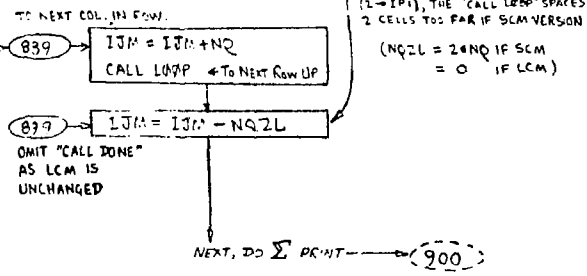 TO NEXT COL. IN ROW.
839
IJM = IJM + NQ
CALL LOOP ← TO NEXT ROW UP
(2→IP1), THE "CALL LOOP" SPACES
2 CELLS TOO FAR IF SCM VERSION
(NQ2L = 2*NQ IF SCM
= 0 IF LCM)
899
IJM = IJM - NQ2L
OMIT "CALL DONE"
AS LCM IS
UNCHANGED
NEXT, DO Σ PRINT
900